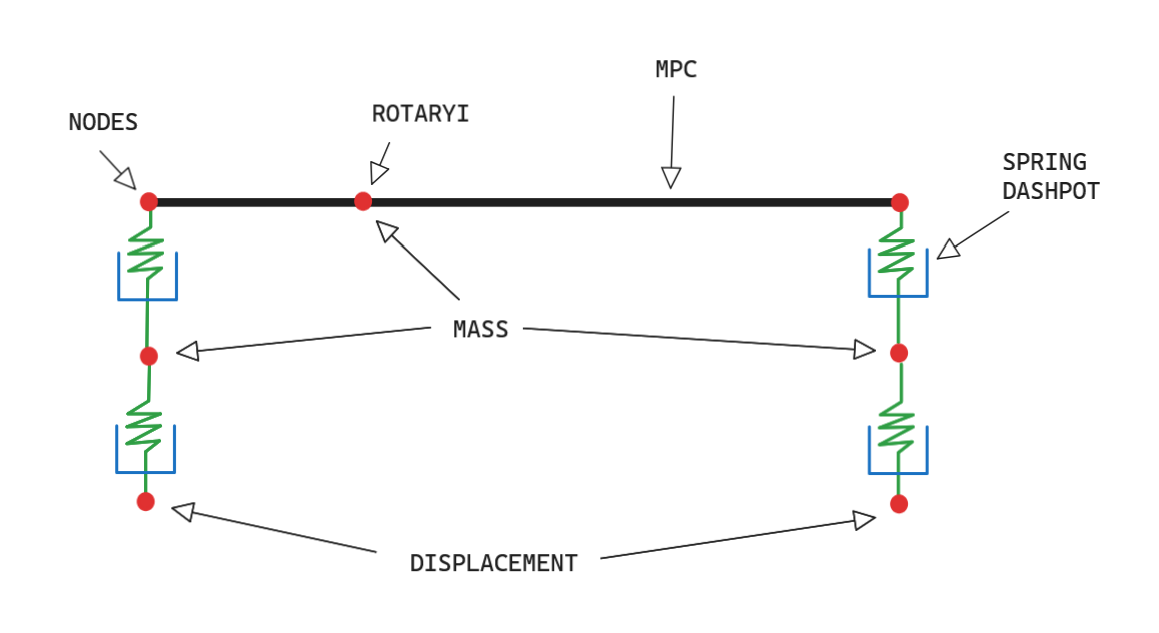 MPC
ROTARYI
NODES
SPRING
DASHPOT
MASS
DISPLACEMENT